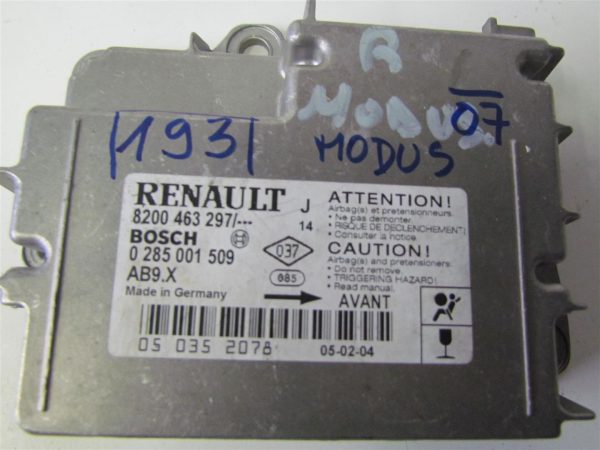 R
MODUS
07
1931
MODUS
RENAULT J
8200 463 297/--- 14
BOSCH
0 285 001 509
AB9.X
Made in Germany
037
085
AVANT
ATTENTION!
Airbag(s) et pretensionneurs.
• Ne pas demonter.
• RISQUE DE DECLENCHEMENT!
• Consulter la notice.
CAUTION!
Airbag(s) and pretensioners.
• Do not remove.
• TRIGGERING HAZARD!
• Read manual.
05 035 2078
05-02-04